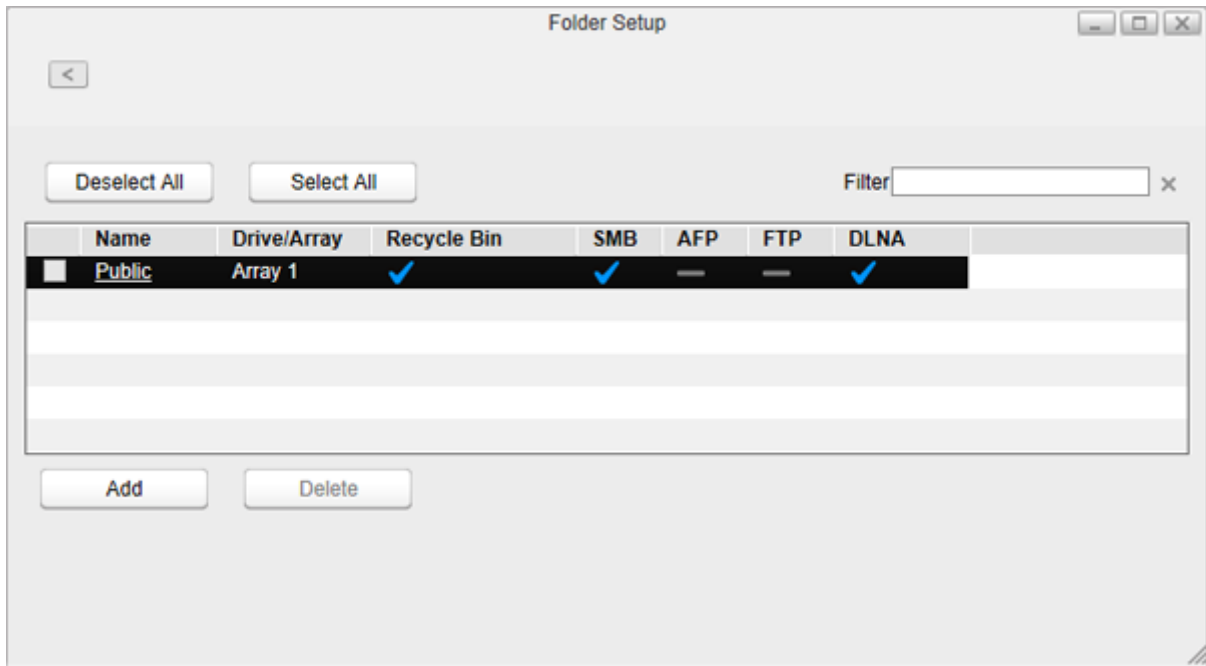 Folder Setup
<
Deselect All Select All Filter
Name Drive/Array Recycle Bin SMB AFP FTP DLNA
Public Array 1
Add Delete